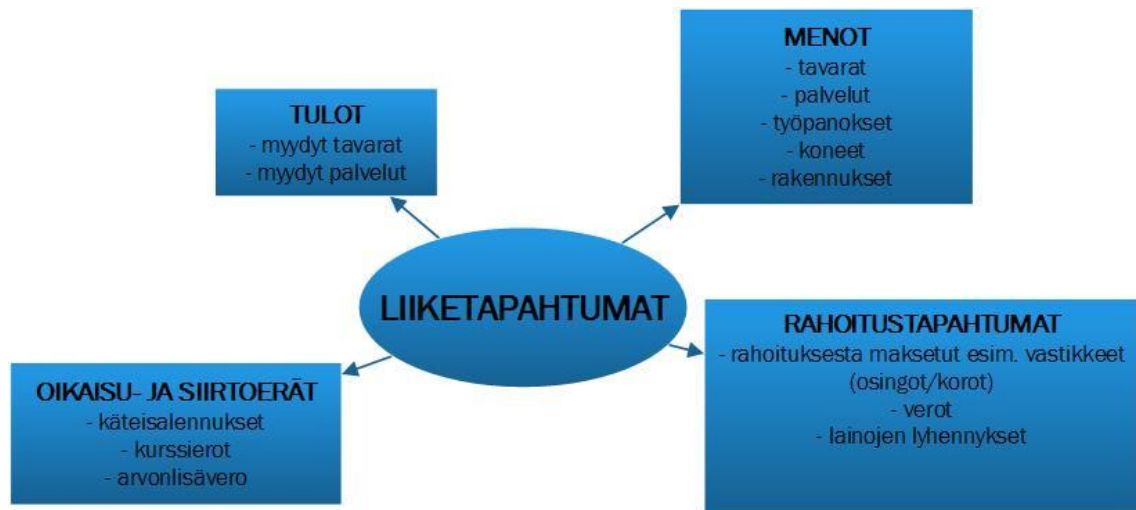 MENOT
- tavarat
- palvelut
- työpanokset
- koneet
- rakennukset
TULOT
- myydyt tavarat
- myydyt palvelut
LIIKETAPAHTUMAT
RAHOITUSTAPAHTUMAT
- rahoituksesta maksetut esim. vastikkeet
(osingot/korot)
- verot
- lainojen lyhennykset
OIKAISU- JA SIIRTOERÄT
- käteisalennukset
- kurssierot
- arvonlisävero